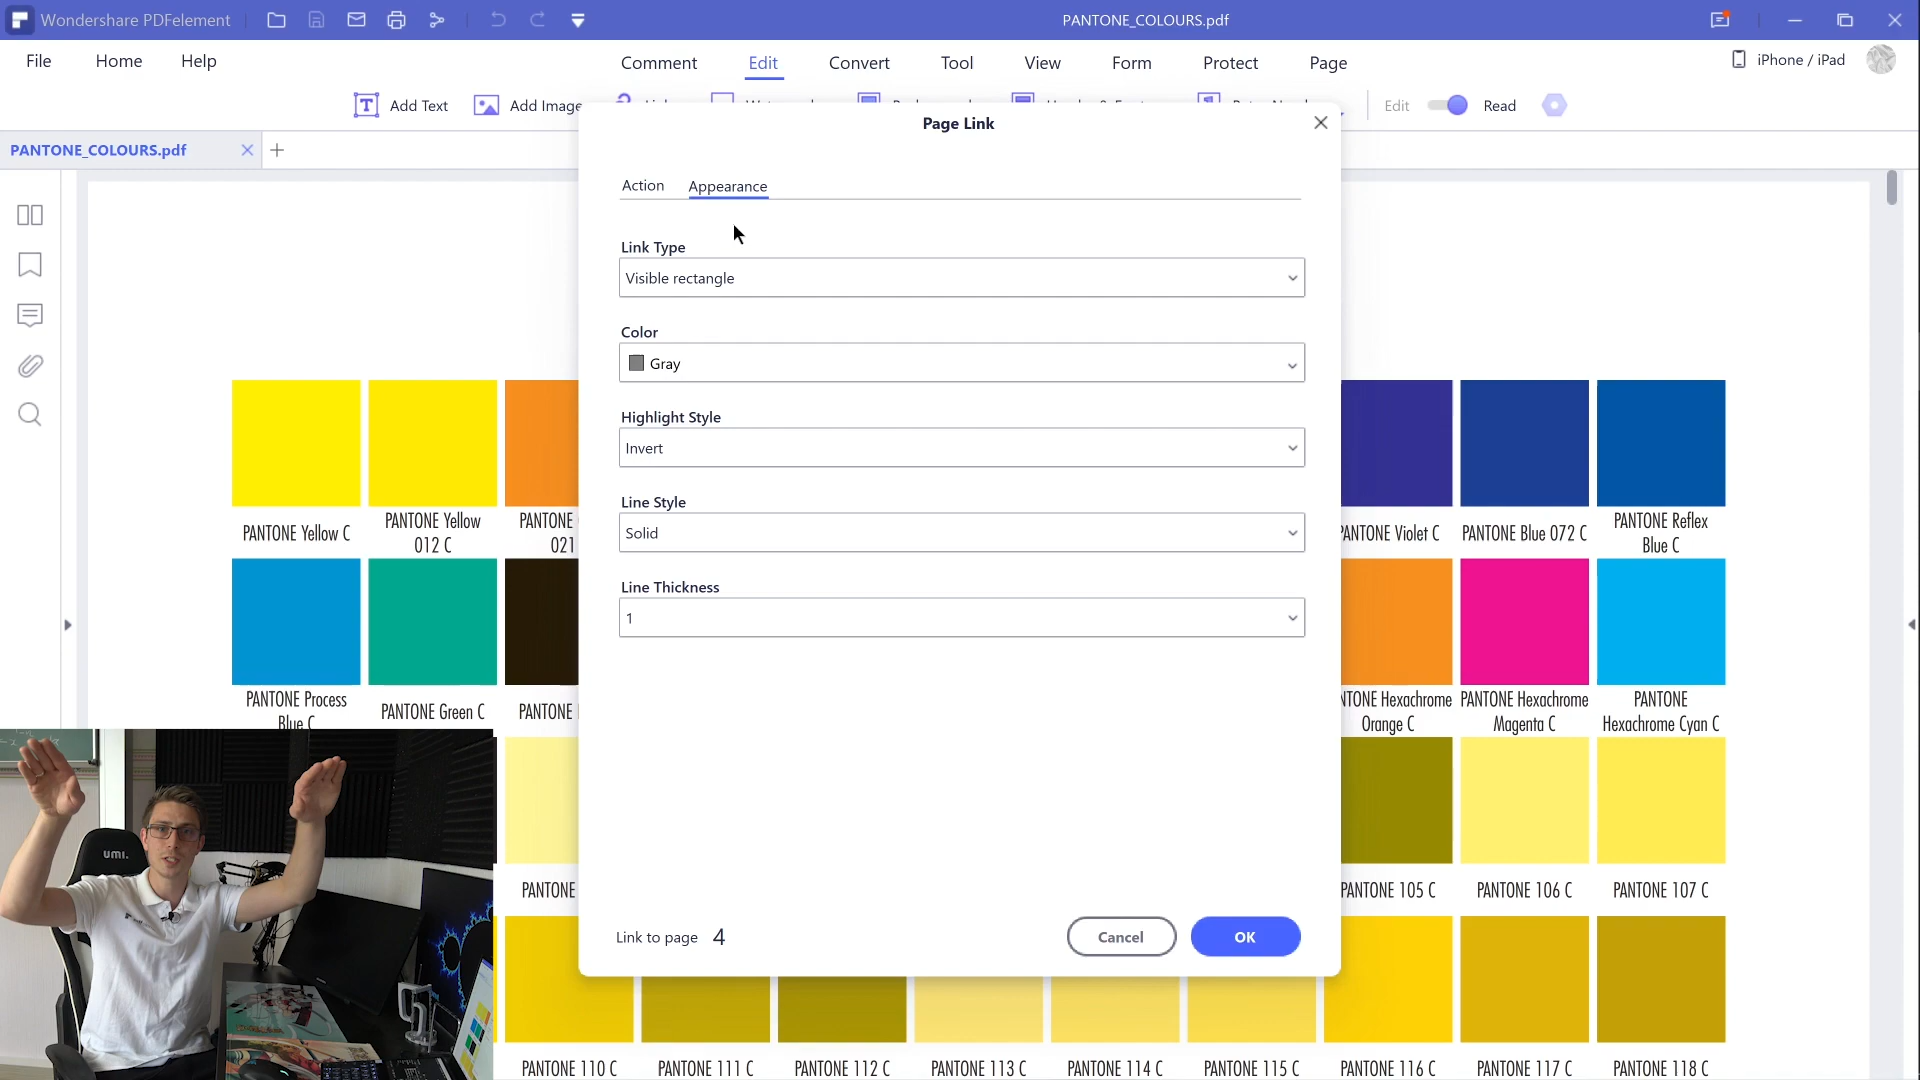 Wondershare PDFelement
PANTONE_COLOURS.pdf
File Home Help
Comment Edit Convert Tool View Form Protect Page
iPhone / iPad
Add Text Add Image
Edit Read
PANTONE_COLOURS.pdf
Page Link
Action Appearance
Link Type
Visible rectangle
Color
Gray
Highlight Style
Invert
Line Style
Solid
Line Thickness
1
Link to page 4
Cancel
OK
PANTONE Yellow C
PANTONE Yellow
012 C
PANTONE
021
PANTONE Violet C
PANTONE Blue 072 C
PANTONE Reflex
Blue C
PANTONE Process
Blue C
PANTONE Green C
PANTONE
Hexachrome
Orange C
PANTONE Hexachrome
Magenta C
PANTONE
Hexachrome Cyan C
PANTONE
PANTONE 105 C
PANTONE 106 C
PANTONE 107 C
PANTONE 110 C
PANTONE 111 C
PANTONE 112 C
PANTONE 113 C
PANTONE 114 C
PANTONE 115 C
PANTONE 116 C
PANTONE 117 C
PANTONE 118 C
umi.